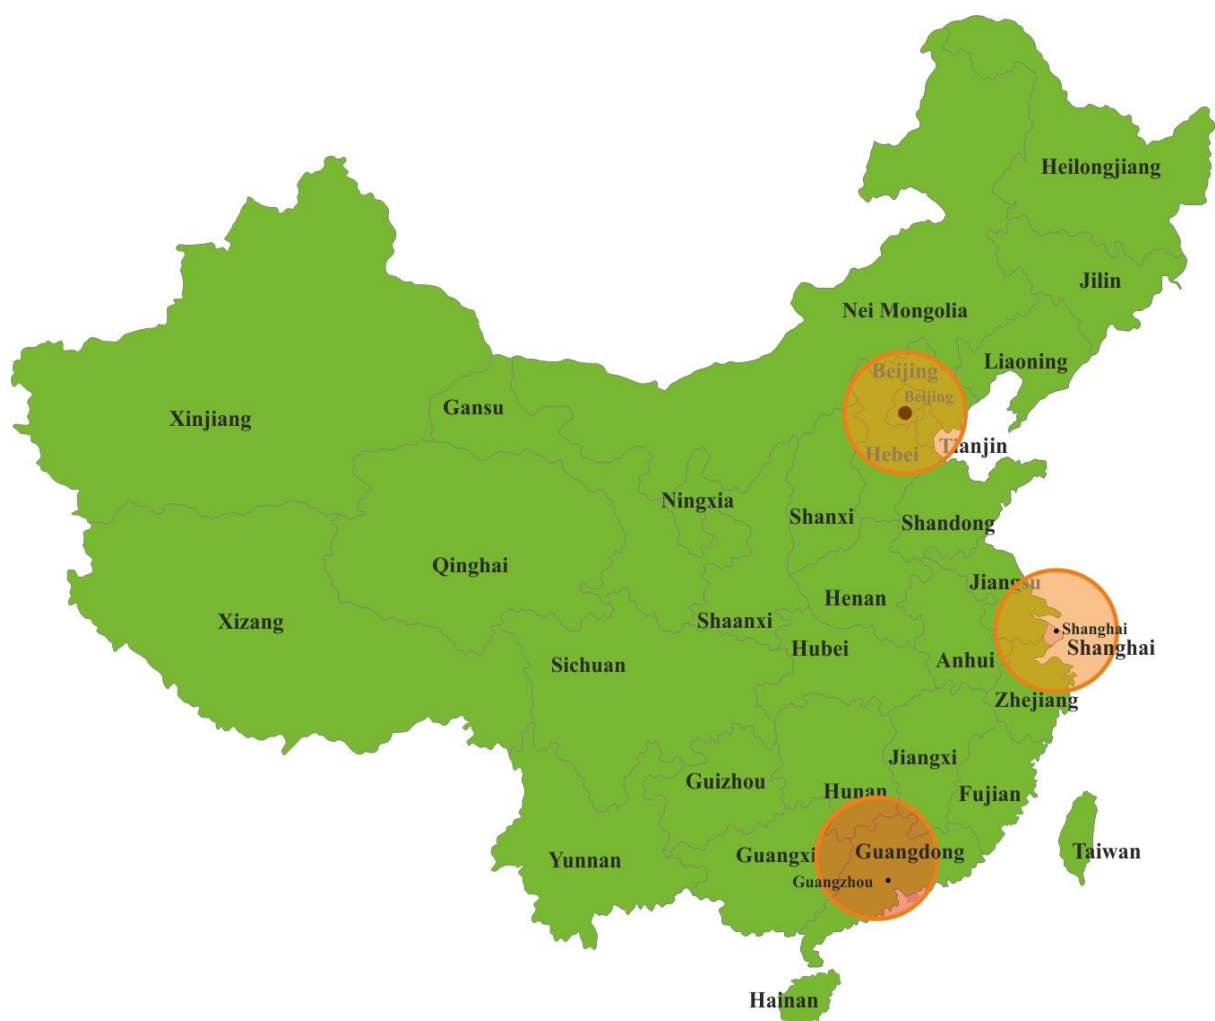 Heilongjiang
Jilin
Nei Mongolia
Liaoning
Beijing
Beijing
Gansu
Xinjiang
Tianjin
Hebei
Ningxia
Shanxi
Shandong
Qinghai
Jiangsu
Henan
Xizang
Shaanxi
Shanghai
Hubei
Shanghai
Anhui
Sichuan
Zhejiang
Jiangxi
Guizhou
Hunan
Fujian
Guangdong
Taiwan
Guangxi
Yunnan
Guangzhou
Hainan